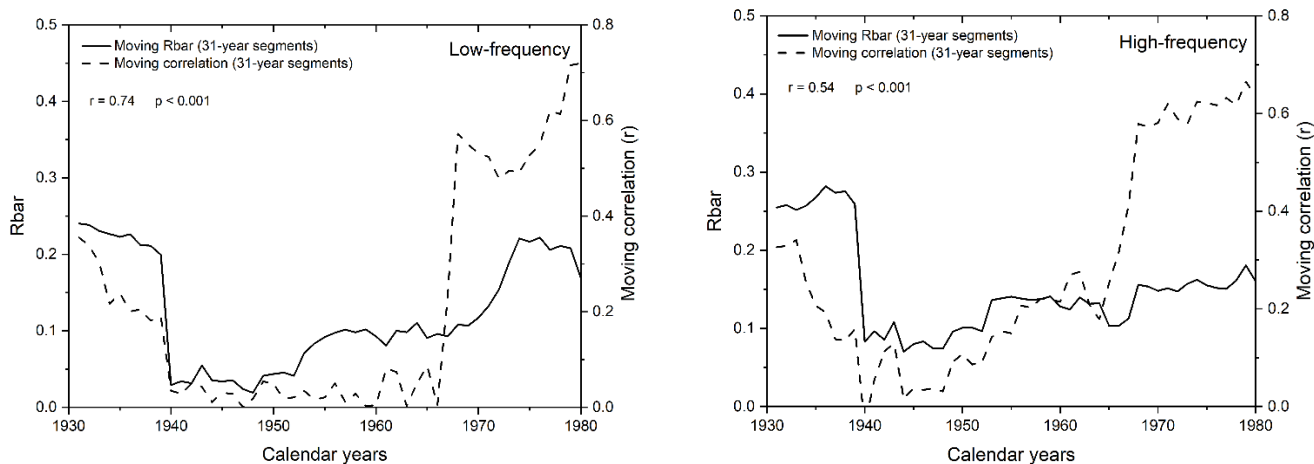 Low-frequency
Moving Rbar (31-year segments)
Moving correlation (31-year segments)
r = 0.74 p < 0.001
Rbar
0.5
0.4
0.3
0.2
0.1
0.0
1930 1940 1950 1960 1970 1980
Calendar years
0.8
0.6
0.4
0.2
0.0
Moving correlation (r)
High-frequency
Moving Rbar (31-year segments)
Moving correlation (31-year segments)
r = 0.54 p < 0.001
Rbar
0.5
0.4
0.3
0.2
0.1
0.0
1930 1940 1950 1960 1970 1980
Calendar years
0.8
0.6
0.4
0.2
0.0
Moving correlation (r)